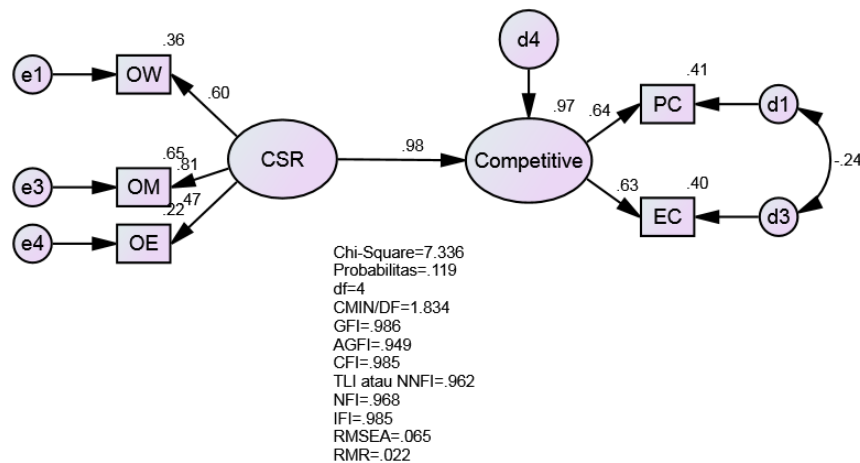 .36
e1
OW
.60
d4
.97
.41
.64
PC
d1
.65
.81
CSR
.98
Competitive
-.24
e3
OM
.47
.63
.40
.22
EC
d3
e4
OE
Chi-Square=7.336
Probabilitas=.119
df=4
CMIN/DF=1.834
GFI=.986
AGFI=.949
CFI=.985
TLI atau NNFI=.962
NFI=.968
IFI=.985
RMSEA=.065
RMR=.022